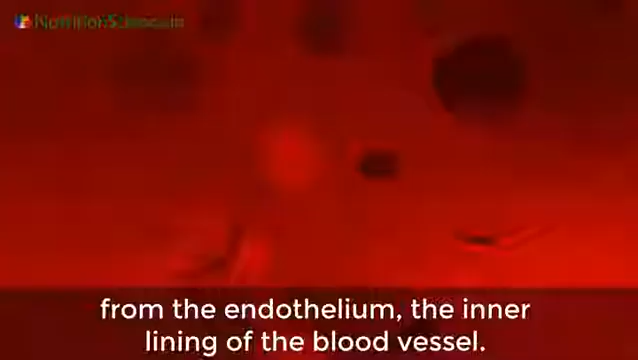 from the endothelium, the inner
lining of the blood vessel.